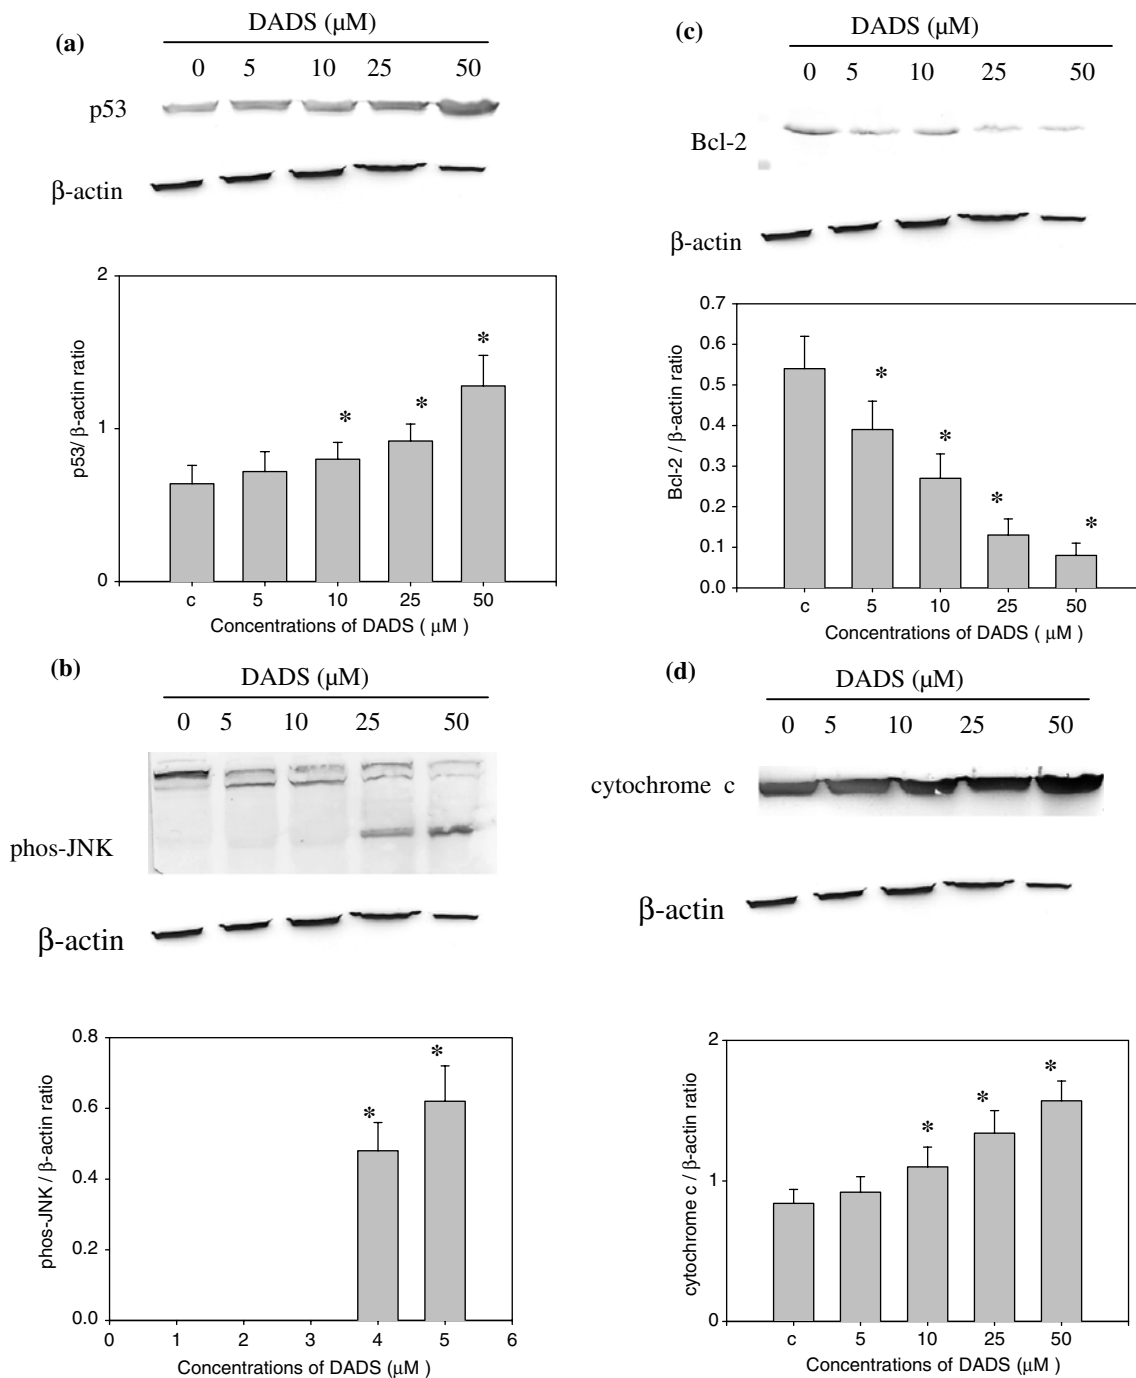 (a)
DADS (μM)
0 5 10 25 50
p53
β-actin
2
1
0
p53/ β-actin ratio
* * *
c 5 10 25 50
Concentrations of DADS ( μM )
(c)
DADS (μM)
0 5 10 25 50
Bcl-2
β-actin
0.7
0.6
0.5
0.4
0.3
0.2
0.1
0.0
Bcl-2 / β-actin ratio
* * * *
c 5 10 25 50
Concentrations of DADS ( μM )
(b)
DADS (μM)
0 5 10 25 50
phos-JNK
β-actin
0.8
0.6
0.4
0.2
0.0
phos-JNK / β-actin ratio
* *
0 1 2 3 4 5 6
Concentrations of DADS (μM )
(d)
DADS (μM)
0 5 10 25 50
cytochrome c
β-actin
2
1
0
cytochrome c / β-actin ratio
* * *
c 5 10 25 50
Concentrations of DADS (μM )